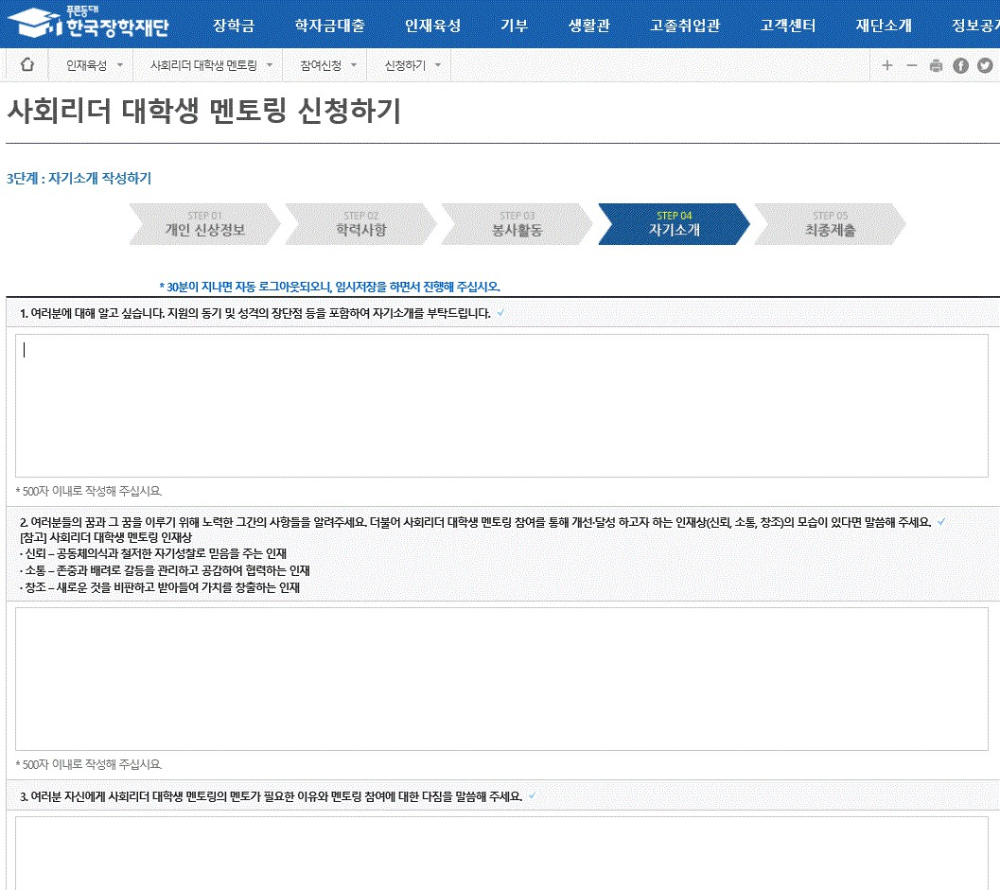 푸른등대
한국장학재단
장학금 학자금대출 인재육성 기부 생활관 고졸취업관 고객센터 재단소개 정보공개
인재육성 사회리더 대학생 멘토링 참여신청 신청하기
사회리더 대학생 멘토링 신청하기
3단계 : 자기소개 작성하기
STEP 01 STEP 02 STEP 03 STEP 04 STEP 05
개인 신상정보 학력사항 봉사활동 자기소개 최종제출
* 30분이 지나면 자동 로그아웃되오니, 임시저장을 하면서 진행해 주십시오.
1. 여러분에 대해 알고 싶습니다. 지원의 동기 및 성격의 장단점 등을 포함하여 자기소개를 부탁드립니다.
* 500자 이내로 작성해 주십시요.
2. 여러분들의 꿈과 그 꿈을 이루기 위해 노력한 그간의 사항들을 알려주세요. 더불어 사회리더 대학생 멘토링 참여를 통해 개선·달성 하고자 하는 인재상(신뢰, 소통, 창조)의 모습이 있다면 말씀해 주세요.
[참고] 사회리더 대학생 멘토링 인재상
· 신뢰 – 공동체의식과 철저한 자기성찰로 믿음을 주는 인재
· 소통 – 존중과 배려로 갈등을 관리하고 공감하여 협력하는 인재
· 창조 – 새로운 것을 비판하고 받아들여 가치를 창출하는 인재
* 500자 이내로 작성해 주십시요.
3. 여러분 자신에게 사회리더 대학생 멘토링의 멘토가 필요한 이유와 멘토링 참여에 대한 다짐을 말씀해 주세요.